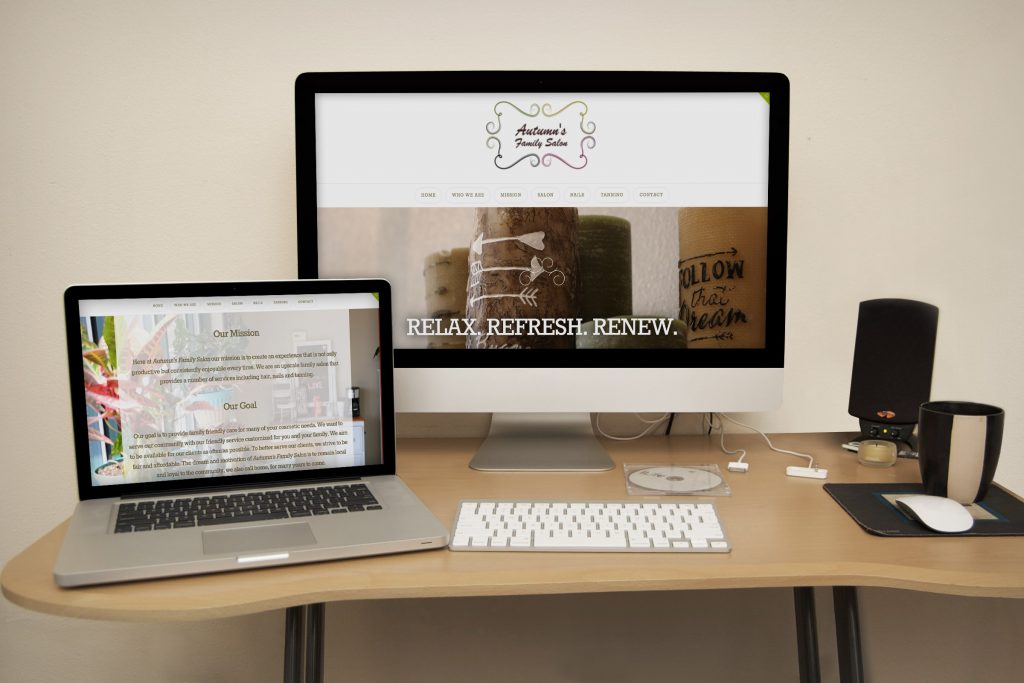 Autumn's
Family Salon
HOME WHO WE ARE MISSION SALON NAILS TANNING CONTACT
FOLLOW
that
Dream
RELAX. REFRESH. RENEW.
HOME WHO WE ARE MISSION SALON NAILS TANNING CONTACT
Our Mission
Here at Autumn's Family Salon our mission is to create an experience that is not only
productive but consistently enjoyable every time. We are an upscale family salon that
provides a number of services including hair, nails and tanning.
Our Goal
Our goal is to provide family friendly care for many of your cosmetic needs. We want to
serve our community with our friendly service customized for you and your family. We aim
to be available for our clients as often as possible. To better serve our clients, we strive to be
fair and affordable. The dream and motivation of Autumn's Family Salon is to remain local
and loyal to the community, we also call home, for many years to come.